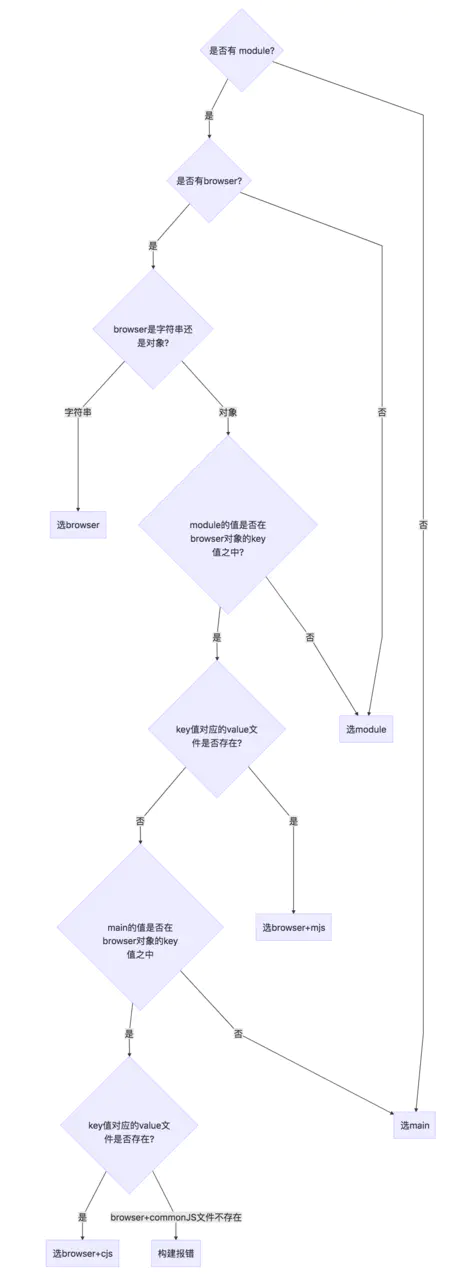 是否有 module?
是
是否有browser?
是
browser是字符串还
是对象?
字符串
对象
否
选browser
module的值是否在
browser对象的key
值之中?
否
是
否
选module
key值对应的value文
件是否存在?
否
是
main的值是否在
browser对象的key
值之中
选browser+mjs
是
否
选main
key值对应的value文
件是否存在?
是
browser+commonJS文件不存在
选browser+cjs
构建报错